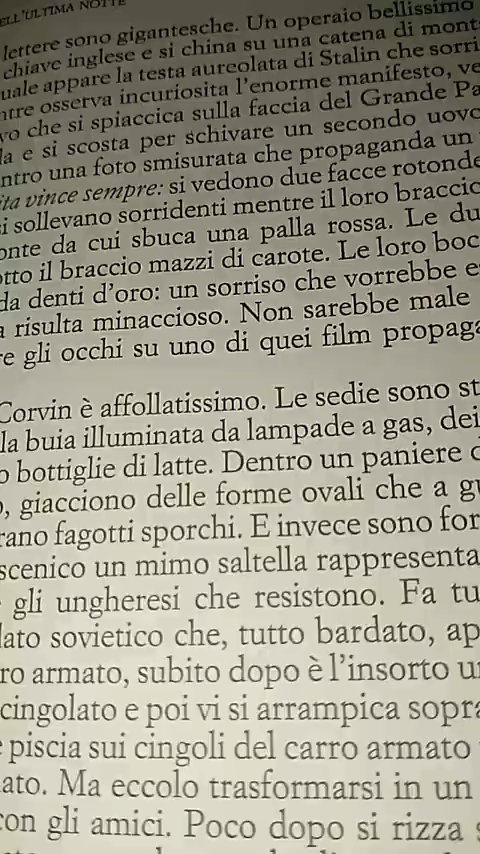 ELL'ULTIMA NOTTE
lettere sono gigantesche. Un operaio bellissimo
chiave inglese e si china su una catena di mont
uale appare la testa aureolata di Stalin che sorri
ntre osserva incuriosita l'enorme manifesto, ve
vo che si spiaccica sulla faccia del Grande Pa
la e si scosta per schivare un secondo uovo
ntro una foto smisurata che propaganda un
ita vince sempre: si vedono due facce rotonde
si sollevano sorridenti mentre il loro braccio
onte da cui sbuca una palla rossa. Le du
otto il braccio mazzi di carote. Le loro boc
da denti d'oro: un sorriso che vorrebbe e
a risulta minaccioso. Non sarebbe male
re gli occhi su uno di quei film propaga
Corvin è affollatissimo. Le sedie sono st
la buia illuminata da lampade a gas, dei
o bottiglie di latte. Dentro un paniere
o, giacciono delle forme ovali che a gu
rano fagotti sporchi. E invece sono for
scenico un mimo saltella rappresenta
gli ungheresi che resistono. Fa tu
lato sovietico che, tutto bardato, ap
ro armato, subito dopo è l'insorto u
cingolato e poi vi si arrampica sopra
e piscia sui cingoli del carro armato
ato. Ma eccolo trasformarsi in un
con gli amici. Poco dopo si rizza s